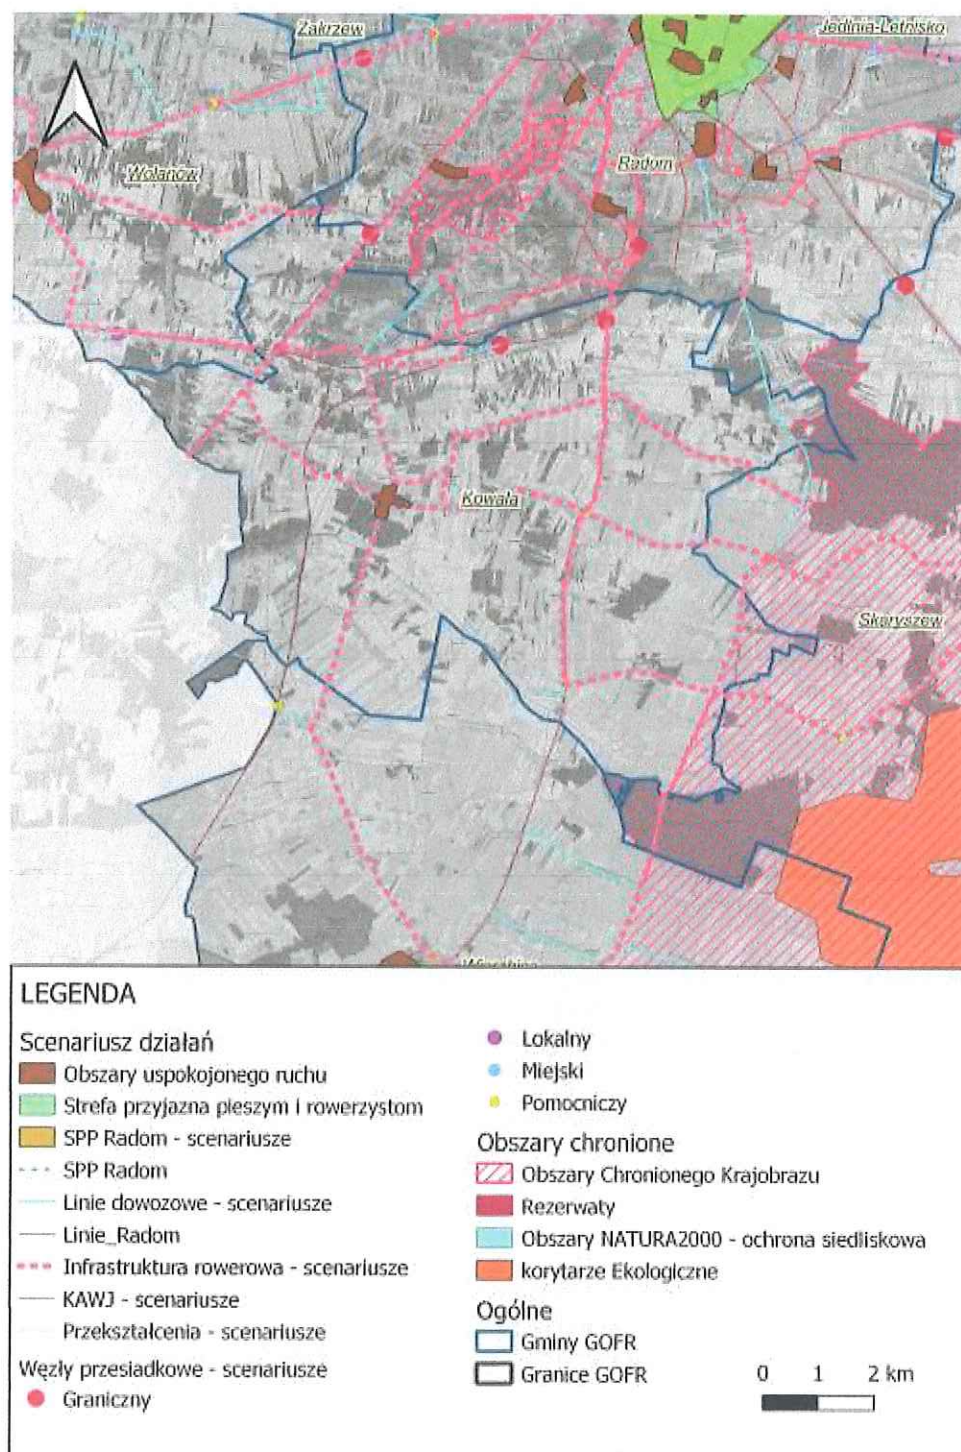 Zakrzew
Jedlnia-Letnisko
Wolanów
Radom
Kowala
Skaryszew
LEGENDA
Scenariusz działań
Obszary uspokojonego ruchu
Strefa przyjazna pieszym i rowerzystom
SPP Radom - scenariusze
SPP Radom
Linie dowozowe - scenariusze
Linie_Radom
Infrastruktura rowerowa - scenariusze
KAWJ - scenariusze
Przekształcenia - scenariusze
Węzły przesiadkowe - scenariusze
Graniczny
Lokalny
Miejski
Pomocniczy
Obszary chronione
Obszary Chronionego Krajobrazu
Rezerwaty
Obszary NATURA2000 - ochrona siedliskowa
korytarze Ekologiczne
Ogólne
Gminy GOFR
Granice GOFR
0 1 2 km